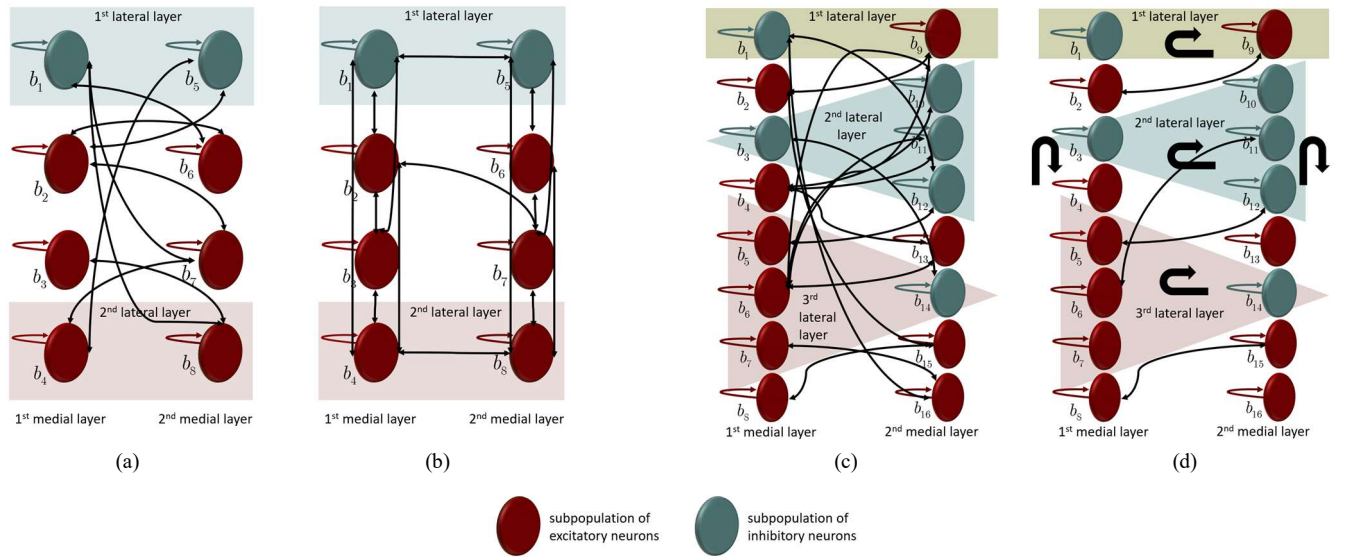 1st lateral layer
b1
b5
b2
b6
b3
b7
2nd lateral layer
b4
b8
1st medial layer
2nd medial layer
(a)
1st lateral layer
b1
b5
b2
b6
b3
b7
2nd lateral layer
b4
b8
1st medial layer
2nd medial layer
(b)
1st lateral layer
b1
b9
b2
b10
2nd lateral
layer
b3
b11
b4
b12
b5
b13
b6
3rd
lateral
layer
b14
b7
b15
b8
b16
1st medial layer
2nd medial layer
(c)
1st lateral layer
b1
b9
b2
b10
2nd lateral layer
b3
b11
b4
b12
b5
b13
b6
b14
3rd lateral layer
b7
b15
b8
b16
1st medial layer
2nd medial layer
(d)
subpopulation of
excitatory neurons
subpopulation of
inhibitory neurons